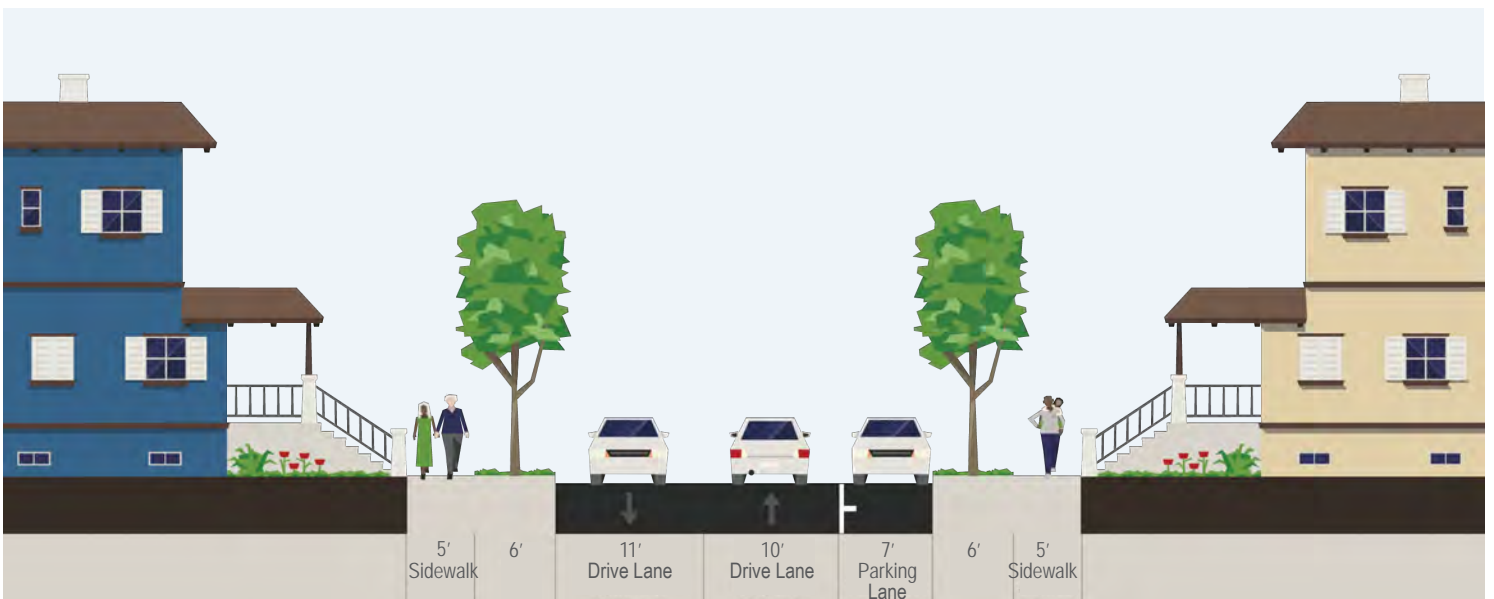 5′
Sidewalk
6′
11′
Drive Lane
10′
Drive Lane
7′
Parking
Lane
6′
5′
Sidewalk